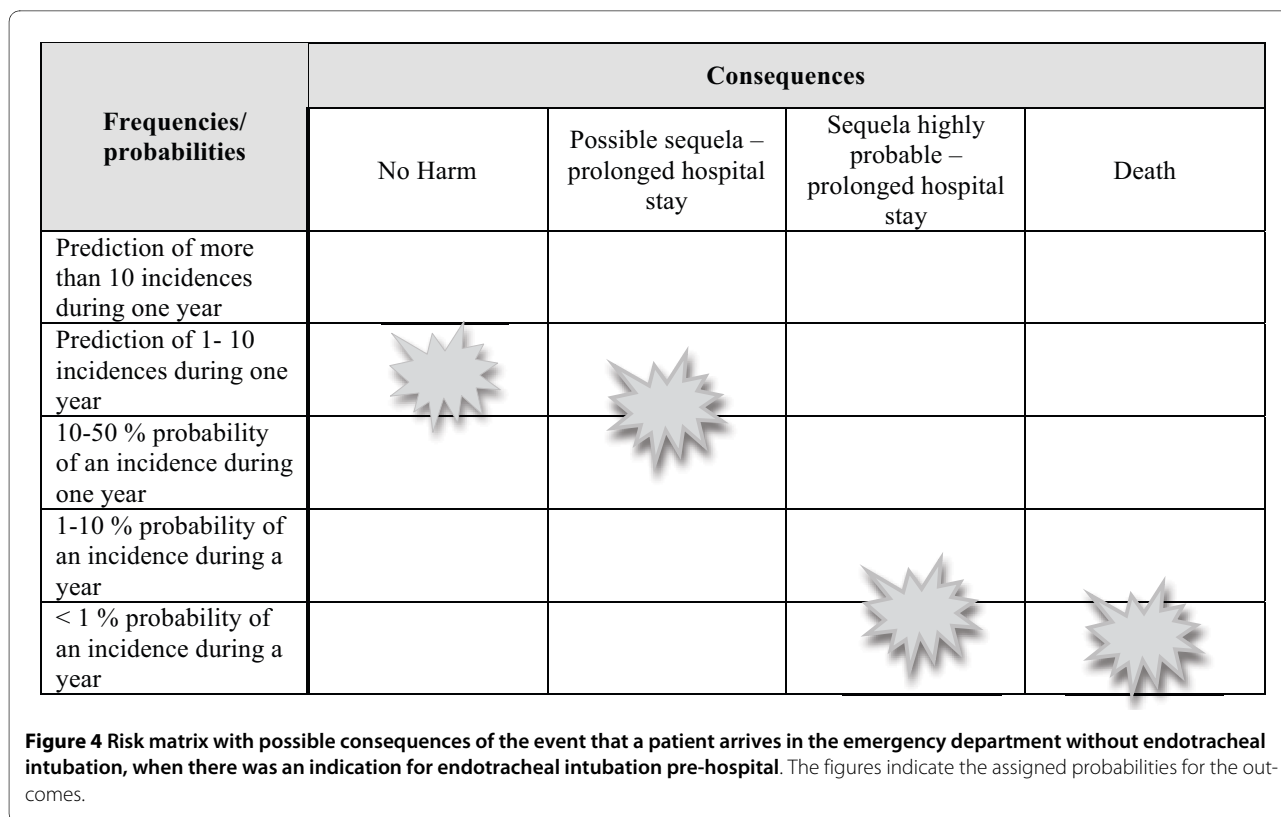 Frequencies/
probabilities
Consequences
No Harm
Possible sequela –
prolonged hospital
stay
Sequela highly
probable –
prolonged hospital
stay
Death
Prediction of more
than 10 incidences
during one year
Prediction of 1- 10
incidences during one
year
10-50 % probability
of an incidence during
one year
1-10 % probability of
an incidence during a
year
< 1 % probability of
an incidence during a
year
Figure 4 Risk matrix with possible consequences of the event that a patient arrives in the emergency department without endotracheal
intubation, when there was an indication for endotracheal intubation pre-hospital. The figures indicate the assigned probabilities for the out-
comes.